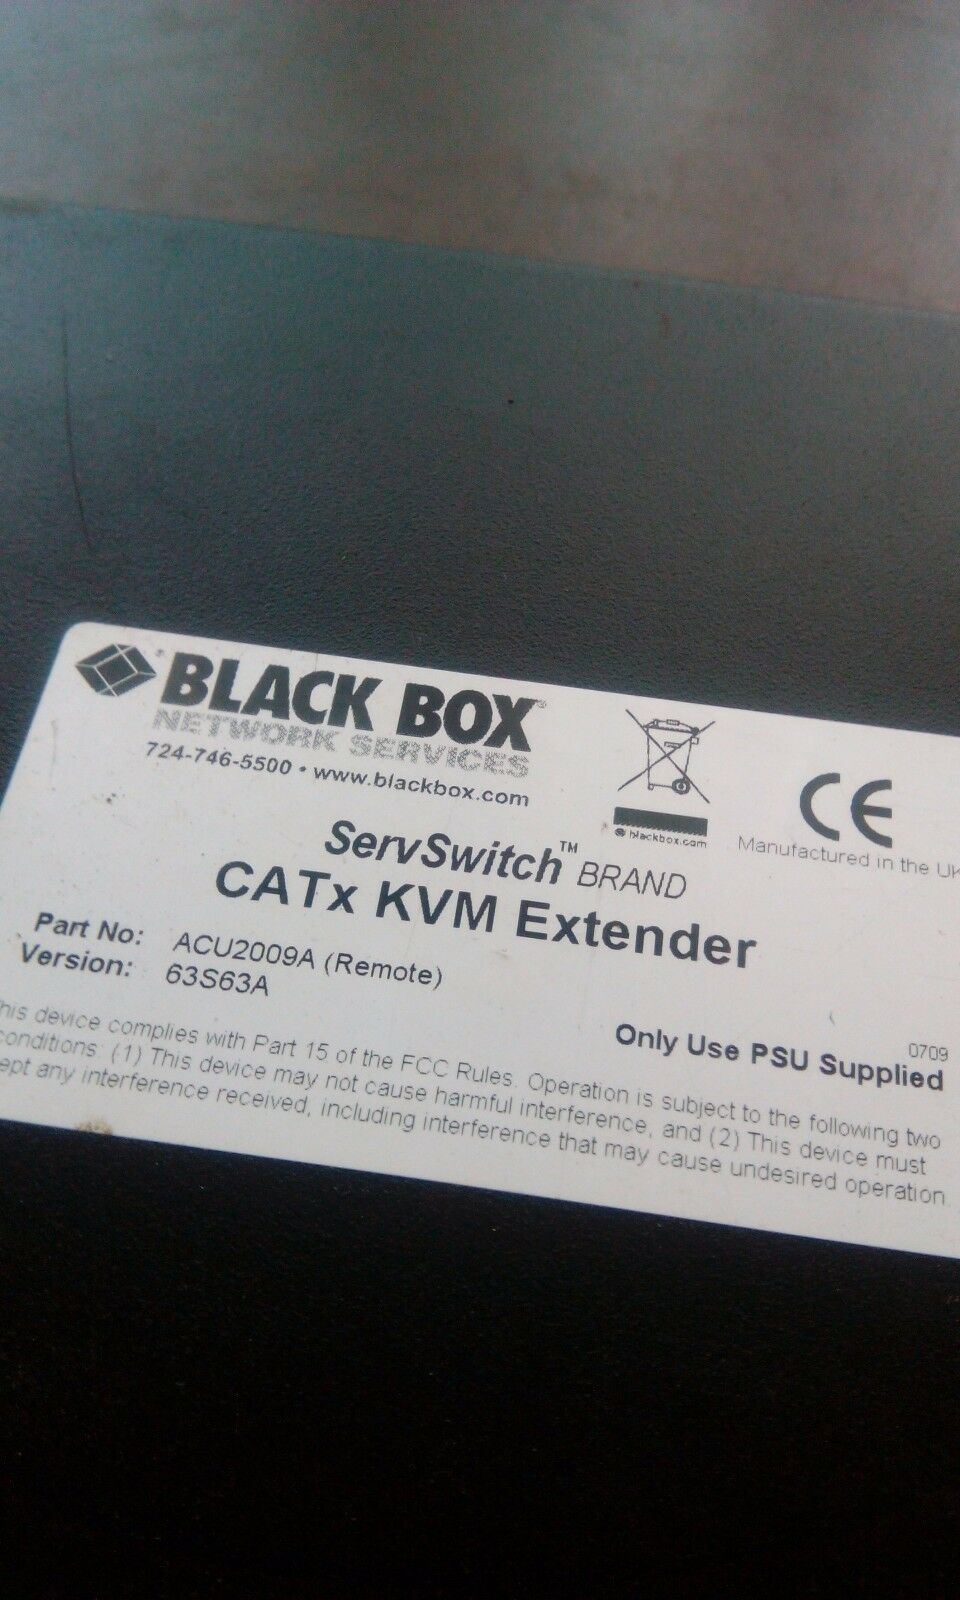 BLACK BOX
NETWORK SERVICES
724-746-5500 • www.blackbox.com
blackbox.com
CE
Manufactured in the UK
ServSwitch™ BRAND
CATx KVM Extender
Part No: ACU2009A (Remote)
Version: 63S63A
0709
Only Use PSU Supplied
his device complies with Part 15 of the FCC Rules. Operation is subject to the following two
conditions: (1) This device may not cause harmful interference, and (2) This device must
ept any interference received, including interference that may cause undesired operation.